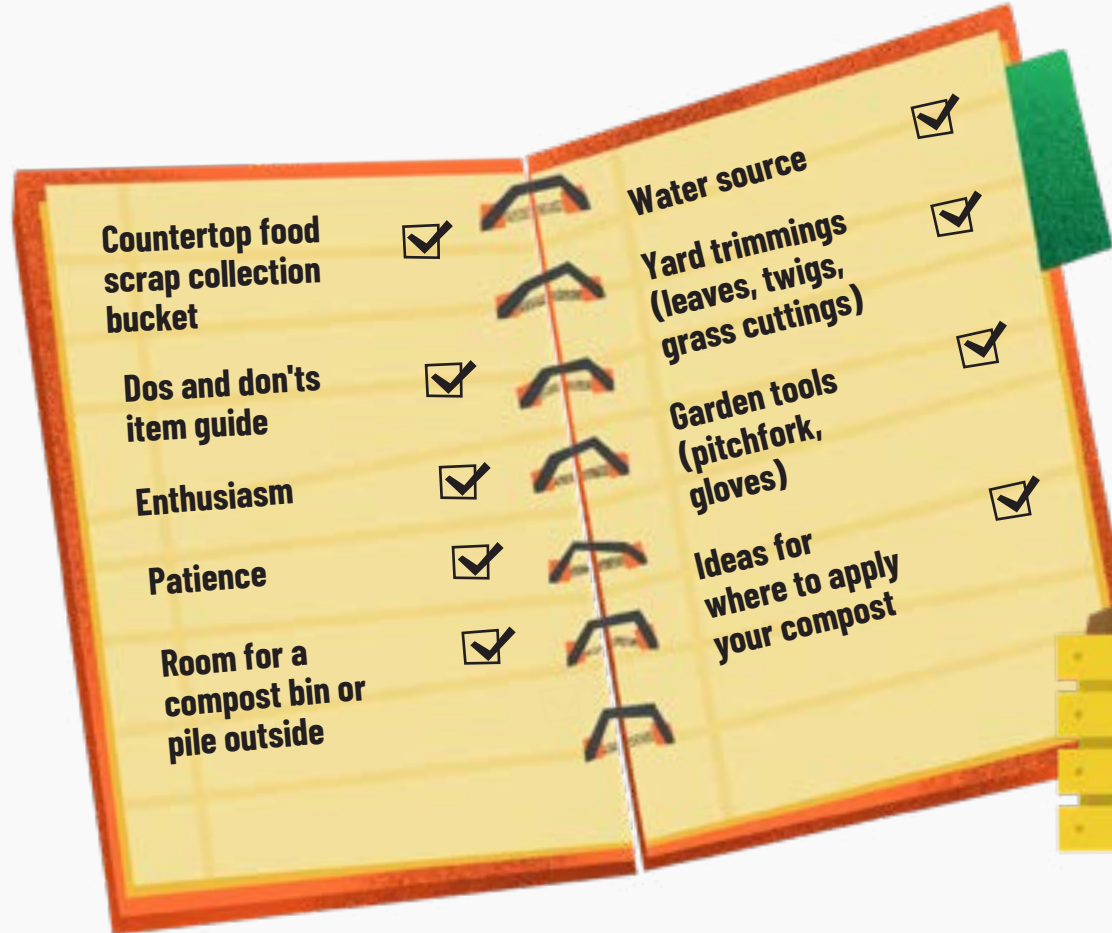 Countertop food
scrap collection
bucket
Dos and don'ts
item guide
Enthusiasm
Patience
Room for a
compost bin or
pile outside
Water source
Yard trimmings
(leaves, twigs,
grass cuttings)
Garden tools
(pitchfork,
gloves)
Ideas for
where to apply
your compost